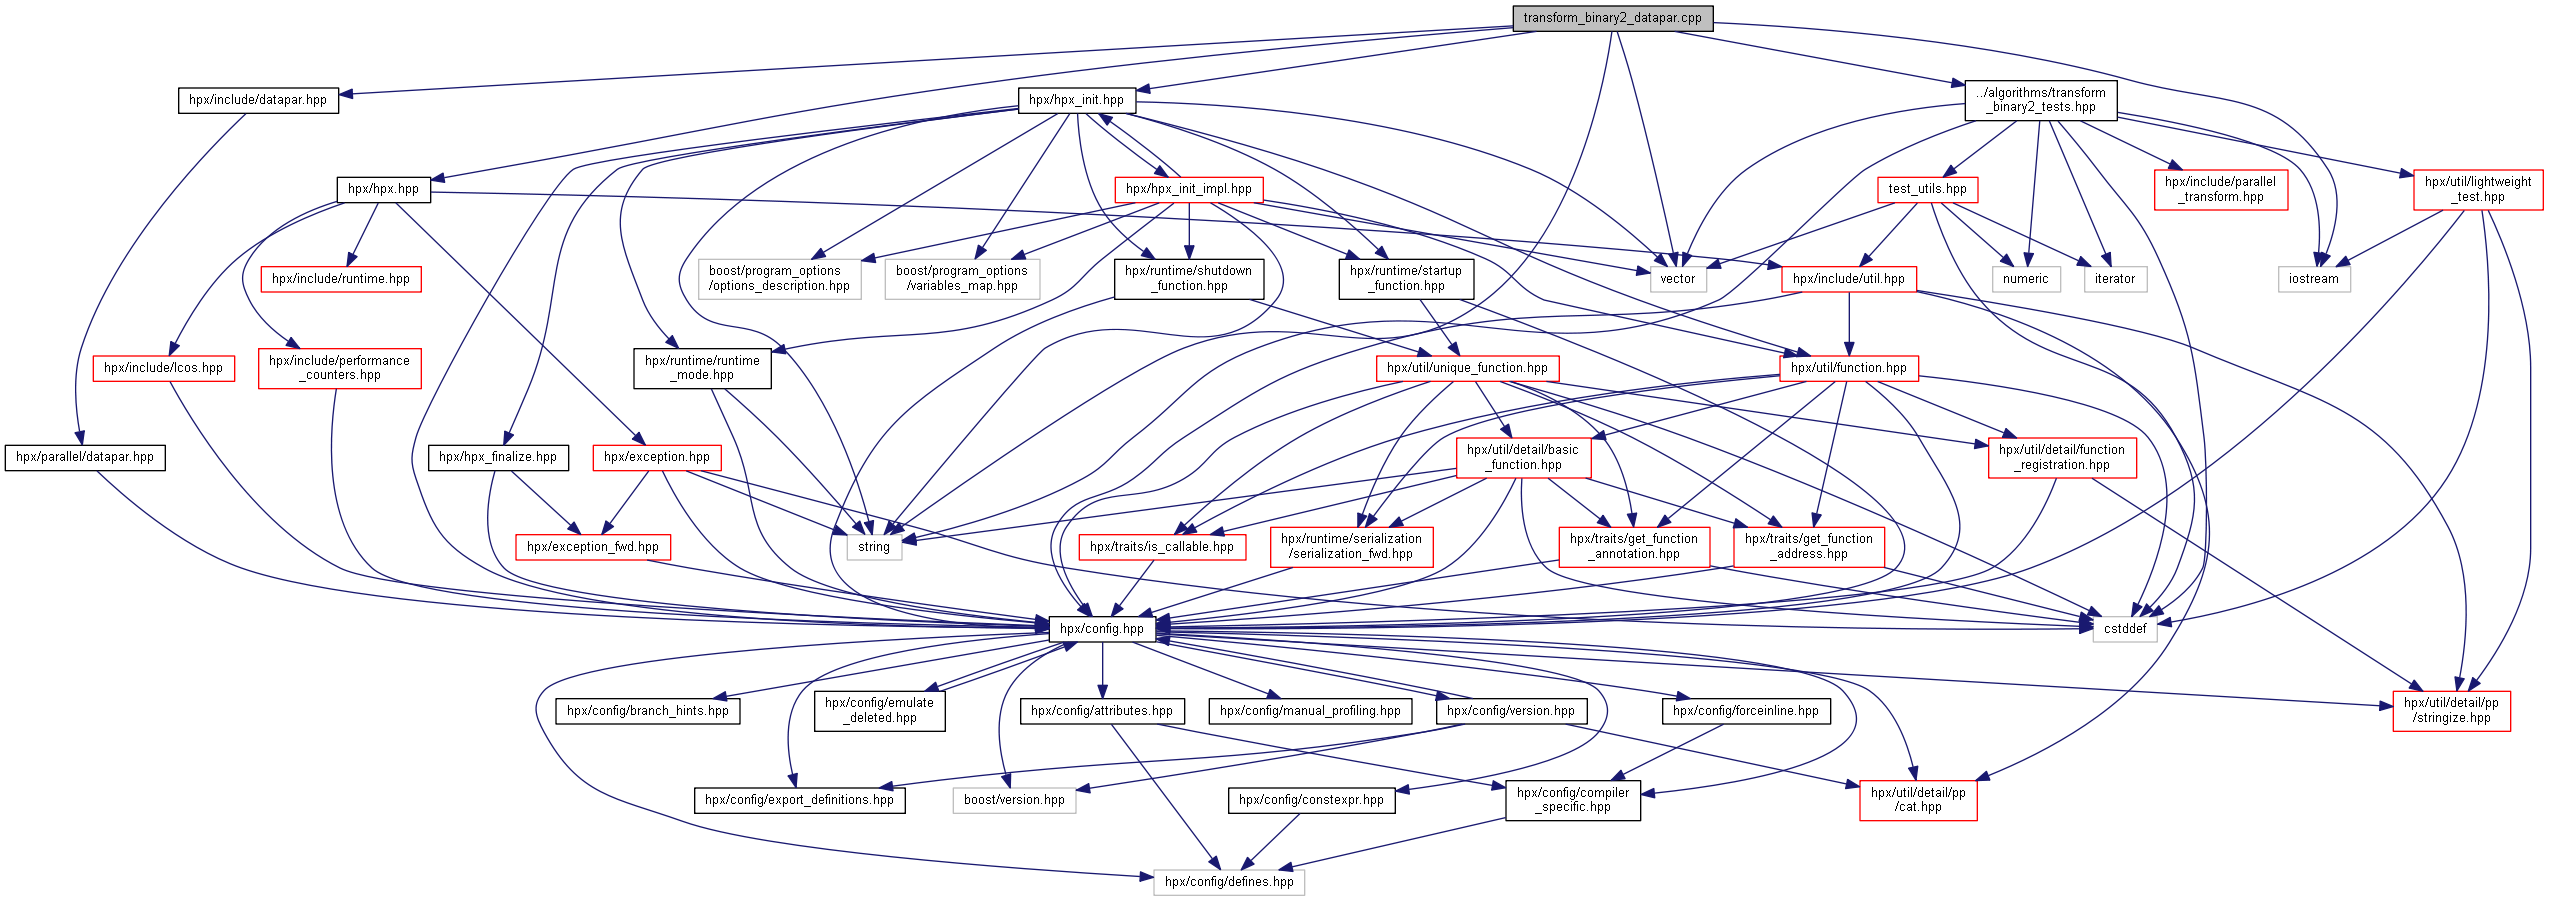 transform_binary2_datapar.cpp
hpx/include/datapar.hpp
hpx/hpx_init.hpp
../algorithms/transform
_binary2_tests.hpp
hpx/hpx.hpp
hpx/hpx_init_impl.hpp
test_utils.hpp
hpx/include/parallel
_transform.hpp
hpx/util/lightweight
_test.hpp
hpx/include/runtime.hpp
boost/program_options
/options_description.hpp
boost/program_options
/variables_map.hpp
hpx/runtime/shutdown
_function.hpp
hpx/runtime/startup
_function.hpp
vector
hpx/include/util.hpp
numeric
iterator
iostream
hpx/include/lcos.hpp
hpx/include/performance
_counters.hpp
hpx/runtime/runtime
_mode.hpp
hpx/util/unique_function.hpp
hpx/util/function.hpp
hpx/parallel/datapar.hpp
hpx/hpx_finalize.hpp
hpx/exception.hpp
hpx/util/detail/basic
_function.hpp
hpx/util/detail/function
_registration.hpp
hpx/exception_fwd.hpp
string
hpx/traits/is_callable.hpp
hpx/runtime/serialization
/serialization_fwd.hpp
hpx/traits/get_function
_annotation.hpp
hpx/traits/get_function
_address.hpp
hpx/config.hpp
cstddef
hpx/config/branch_hints.hpp
hpx/config/emulate
_deleted.hpp
hpx/config/attributes.hpp
hpx/config/manual_profiling.hpp
hpx/config/version.hpp
hpx/config/forceinline.hpp
hpx/util/detail/pp
/stringize.hpp
hpx/config/export_definitions.hpp
boost/version.hpp
hpx/config/constexpr.hpp
hpx/config/compiler
_specific.hpp
hpx/util/detail/pp
/cat.hpp
hpx/config/defines.hpp